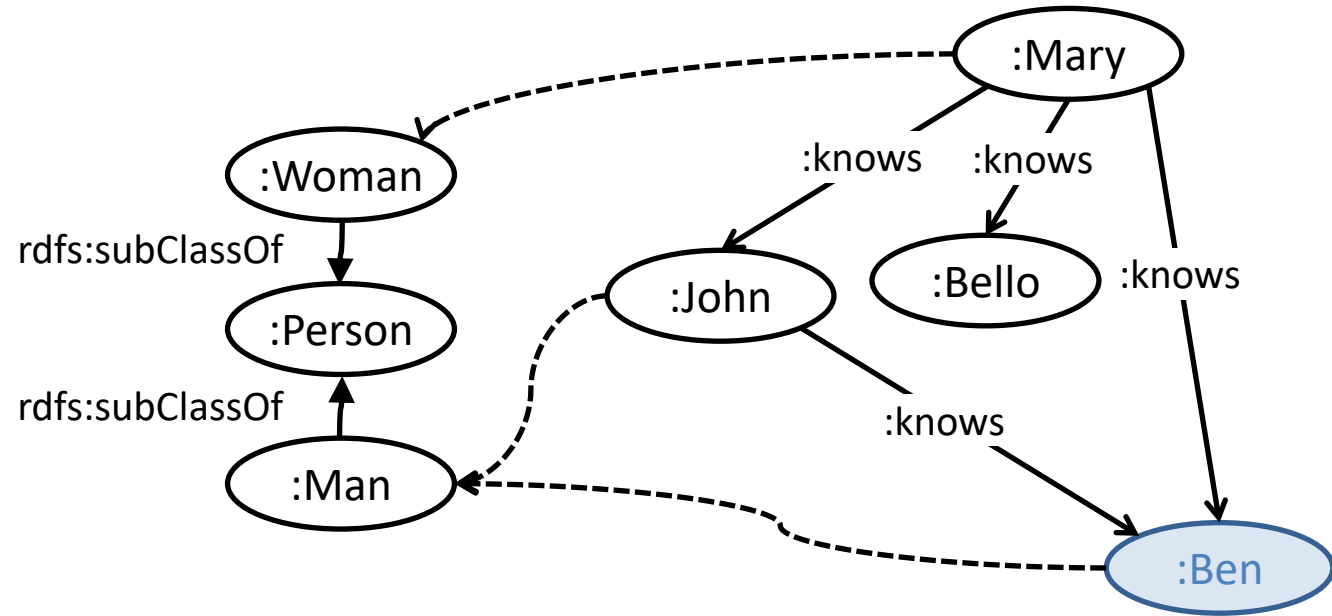 :Mary
:Woman
:knows
:knows
rdfs:subClassOf
:John
:Bello
:knows
:Person
rdfs:subClassOf
:knows
:Man
:Ben